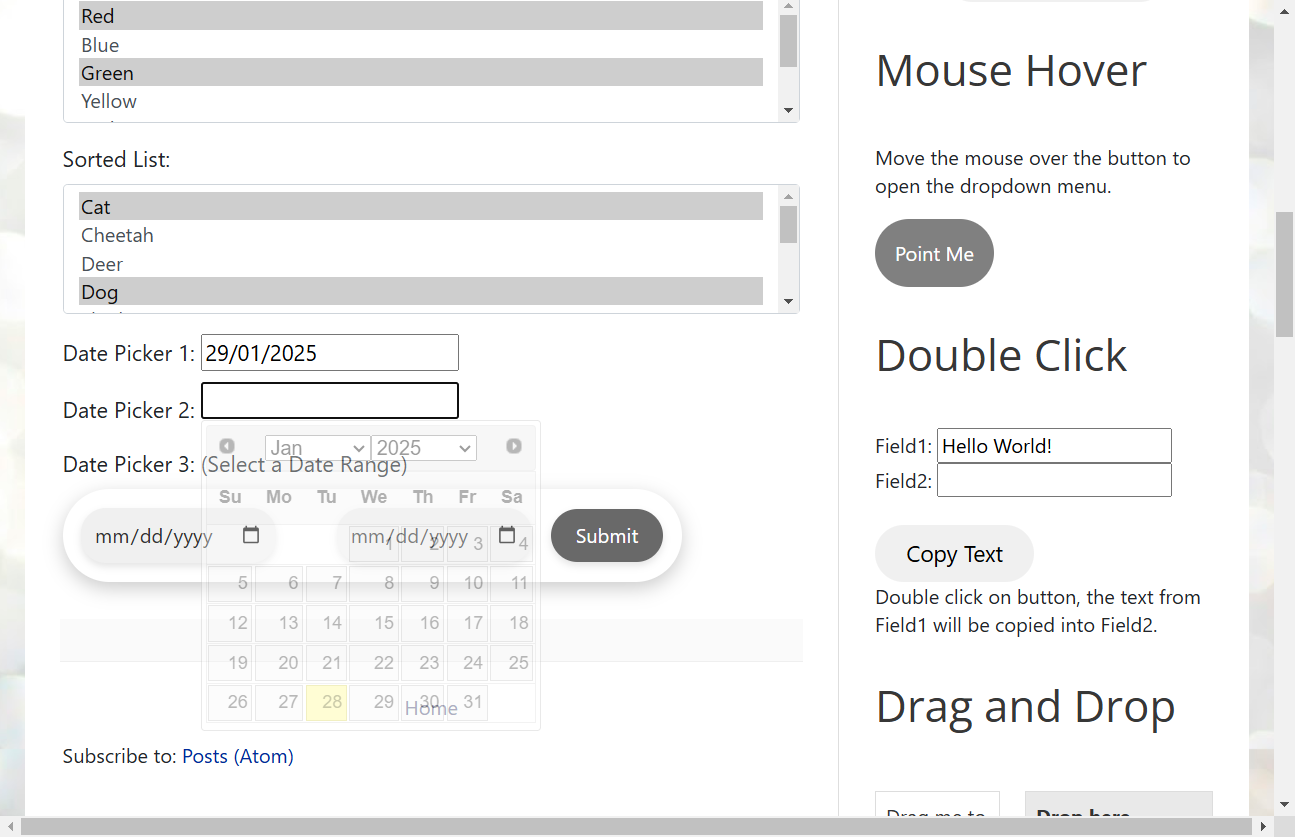 Red
Blue
Green
Yellow
Sorted List:
Cat
Cheetah
Deer
Dog
Date Picker 1: 29/01/2025
Date Picker 2:
Jan 2025
Date Picker 3: (Select a Date Range)
Su Mo Tu We Th Fr Sa
mm/dd/yyyy mm/dd/yyyy Submit
1 2 3 4
5 6 7 8 9 10 11
12 13 14 15 16 17 18
19 20 21 22 23 24 25
26 27 28 29 30 31
Home
Subscribe to: Posts (Atom)
Mouse Hover
Move the mouse over the button to
open the dropdown menu.
Point Me
Double Click
Field1: Hello World!
Field2:
Copy Text
Double click on button, the text from
Field1 will be copied into Field2.
Drag and Drop
Drag me to
Drop here